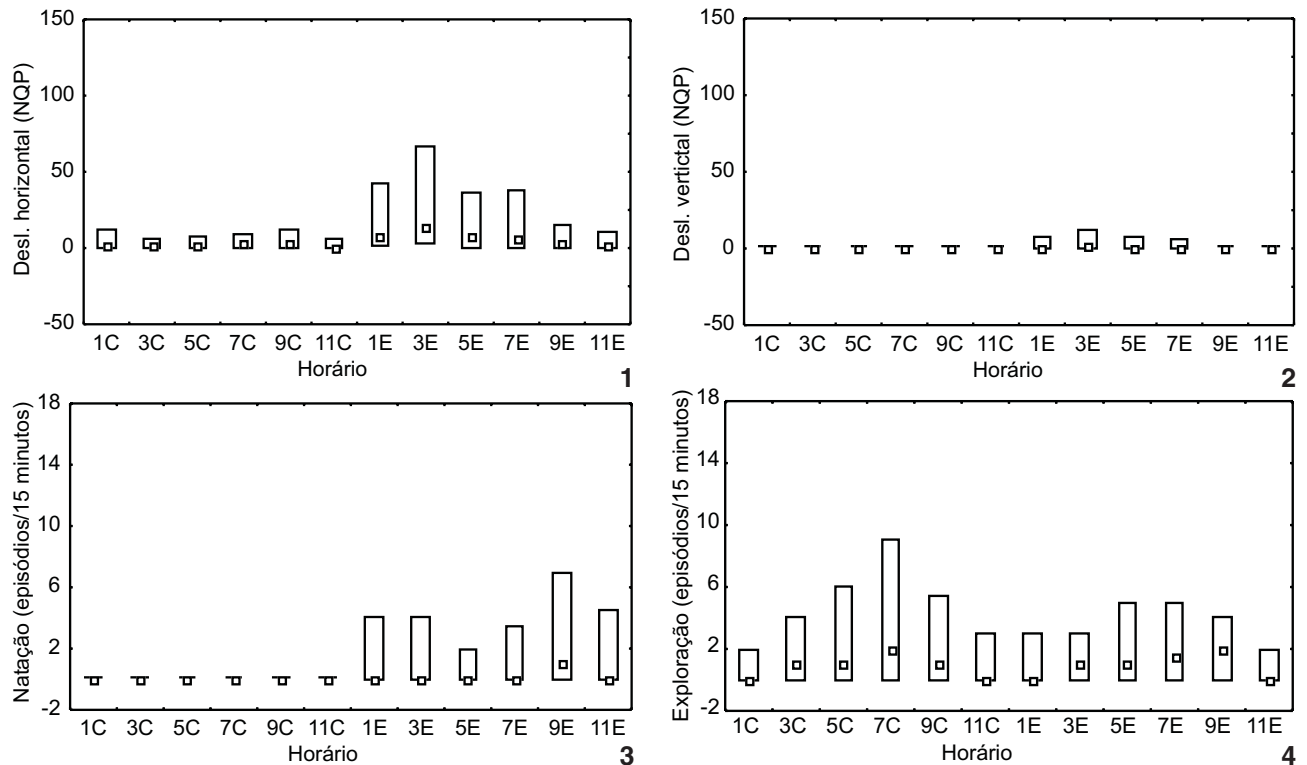 150
100
50
0
-50
Desl. horizontal (NQP)
1C 3C 5C 7C 9C 11C 1E 3E 5E 7E 9E 11E
Horário
1
150
100
50
0
-50
Desl. vertictal (NQP)
1C 3C 5C 7C 9C 11C 1E 3E 5E 7E 9E 11E
Horário
2
18
14
10
6
2
-2
Natação (episódios/15 minutos)
1C 3C 5C 7C 9C 11C 1E 3E 5E 7E 9E 11E
Horário
3
18
14
10
6
2
-2
Exploração (episódios/15 minutos)
1C 3C 5C 7C 9C 11C 1E 3E 5E 7E 9E 11E
Horário
4